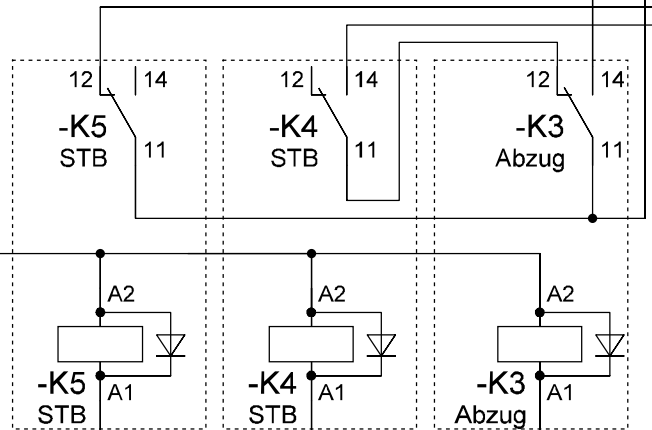 12 14 12 14 12 14
-K5 -K4 -K3
STB 11 STB 11 Abzug 11
A2 A2 A2
-K5 A1 -K4 A1 -K3 A1
STB STB Abzug